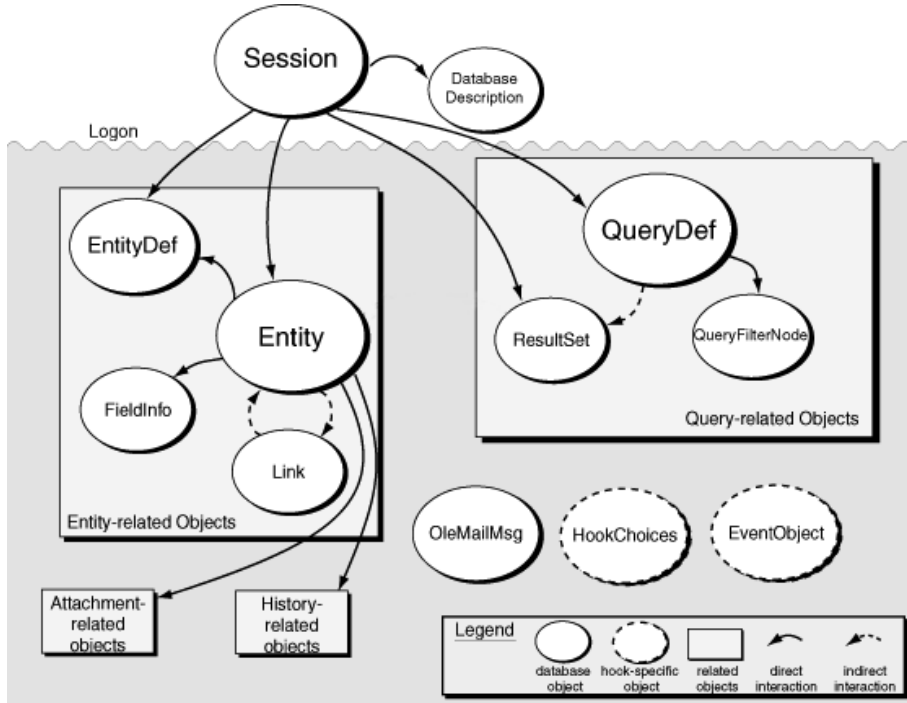 Session
Database
Description
Logon
EntityDef
QueryDef
Entity
ResultSet
QueryFilterNode
FieldInfo
Query-related Objects
Link
Entity-related Objects
OleMailMsg
HookChoices
EventObject
Attachment-
related
objects
History-
related
objects
Legend
database
object
hook-specific
object
related
objects
direct
interaction
indirect
interaction